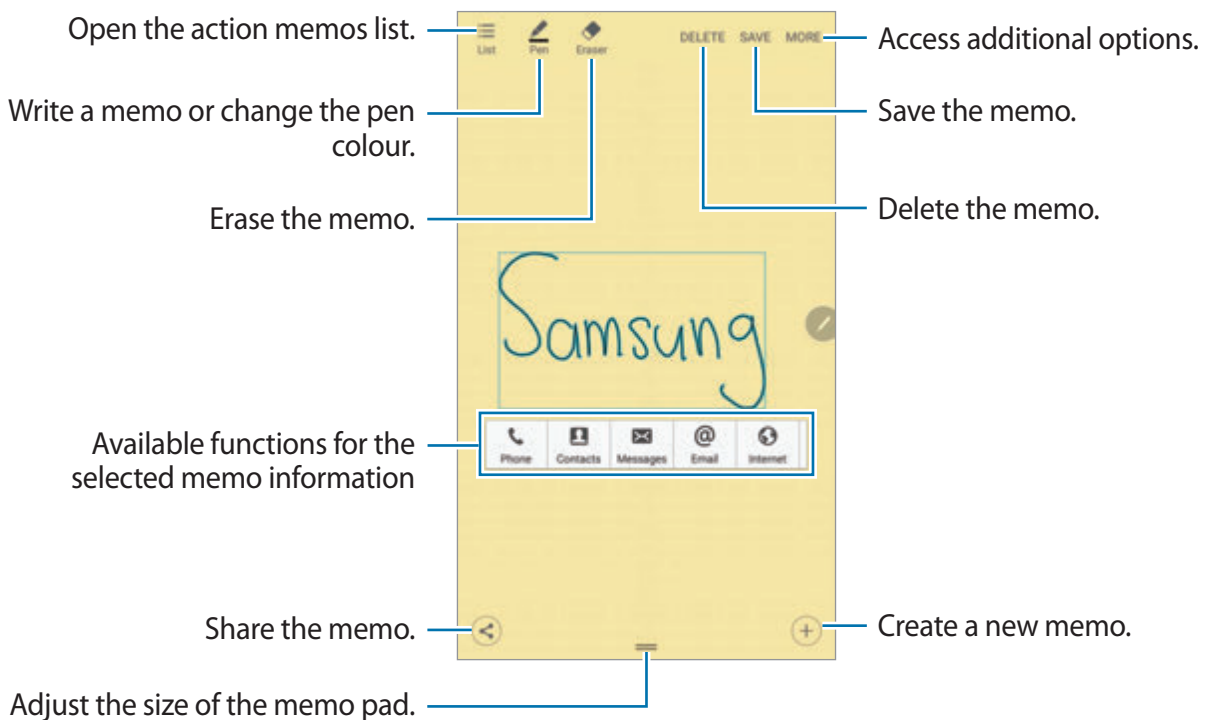 Open the action memos list.
List Pen Eraser DELETE SAVE MORE
Access additional options.
Write a memo or change the pen
colour.
Save the memo.
Erase the memo.
Delete the memo.
Samsung
Available functions for the
selected memo information
Phone Contacts Messages Email Internet
Share the memo.
Create a new memo.
Adjust the size of the memo pad.